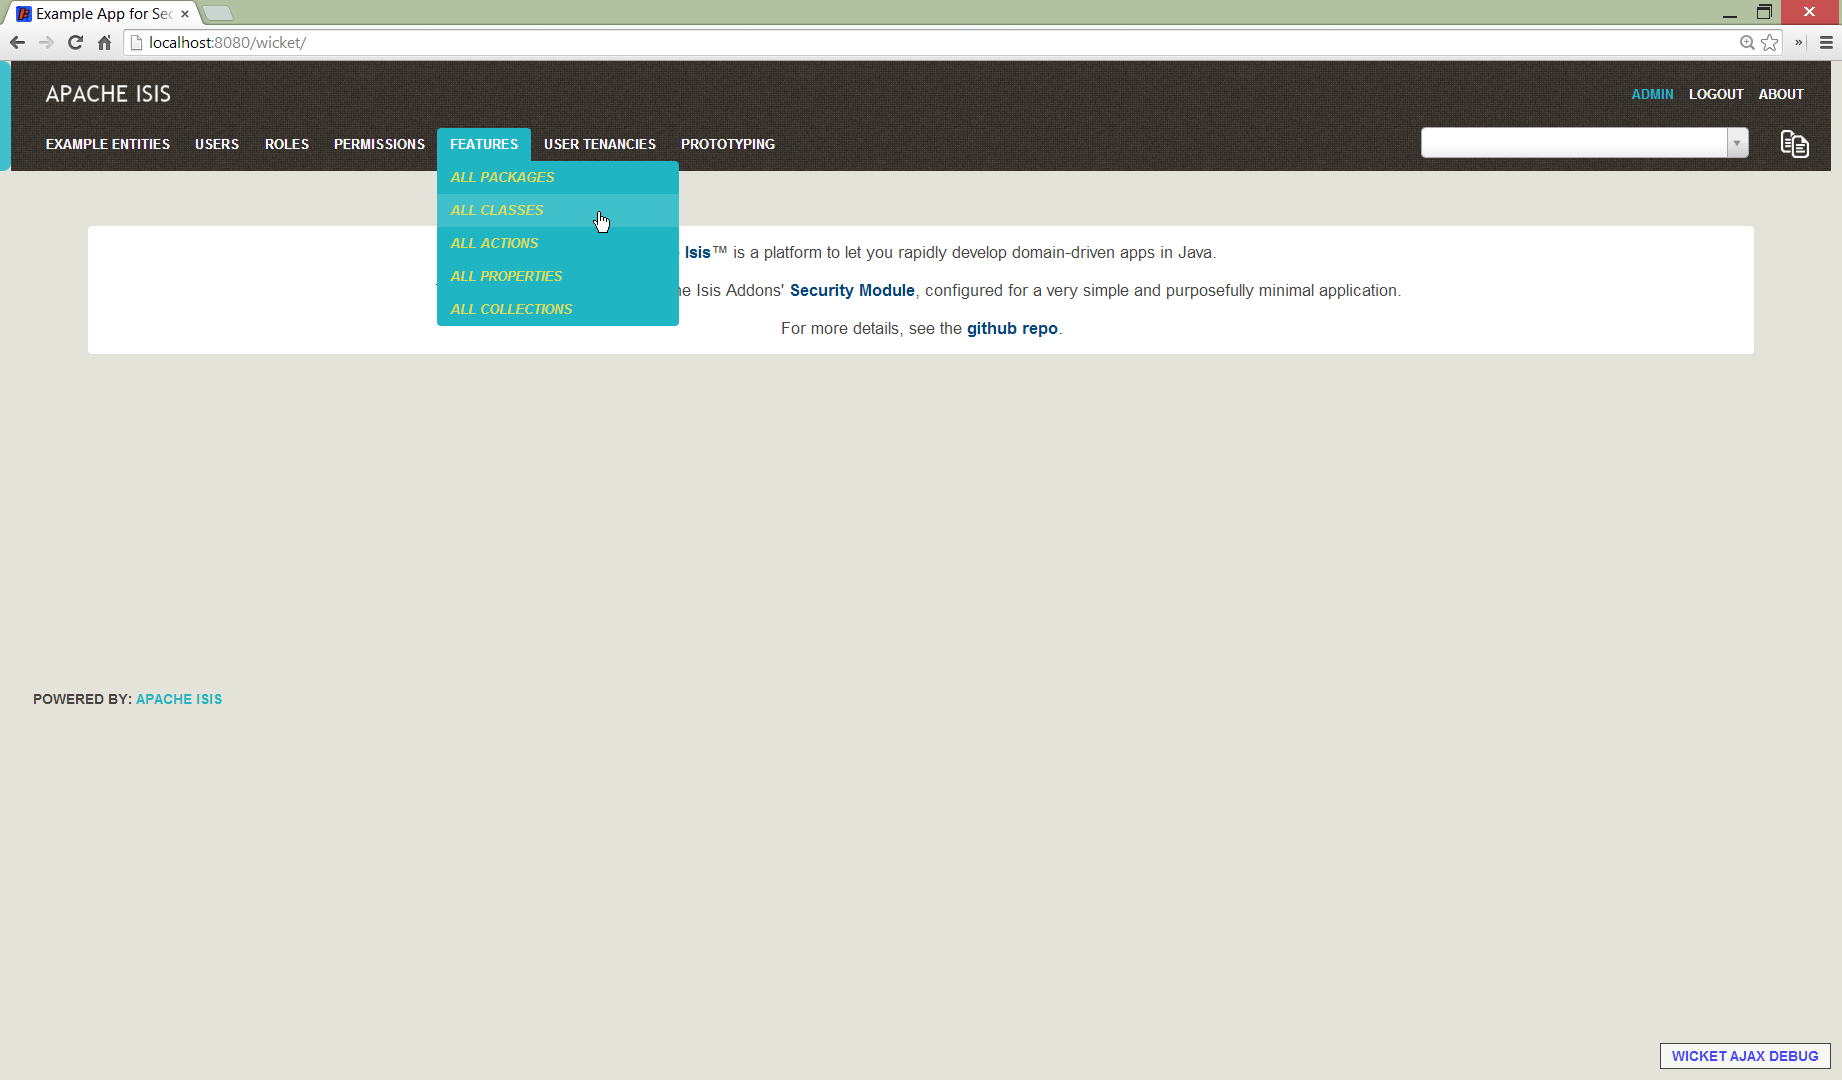 Example App for Sec
localhost:8080/wicket/
APACHE ISIS
ADMIN LOGOUT ABOUT
EXAMPLE ENTITIES USERS ROLES PERMISSIONS FEATURES USER TENANCIES PROTOTYPING
ALL PACKAGES
ALL CLASSES
ALL ACTIONS
ALL PROPERTIES
ALL COLLECTIONS
Isis™ is a platform to let you rapidly develop domain-driven apps in Java.
Isis Addons' Security Module, configured for a very simple and purposefully minimal application.
For more details, see the github repo.
POWERED BY: APACHE ISIS
WICKET AJAX DEBUG